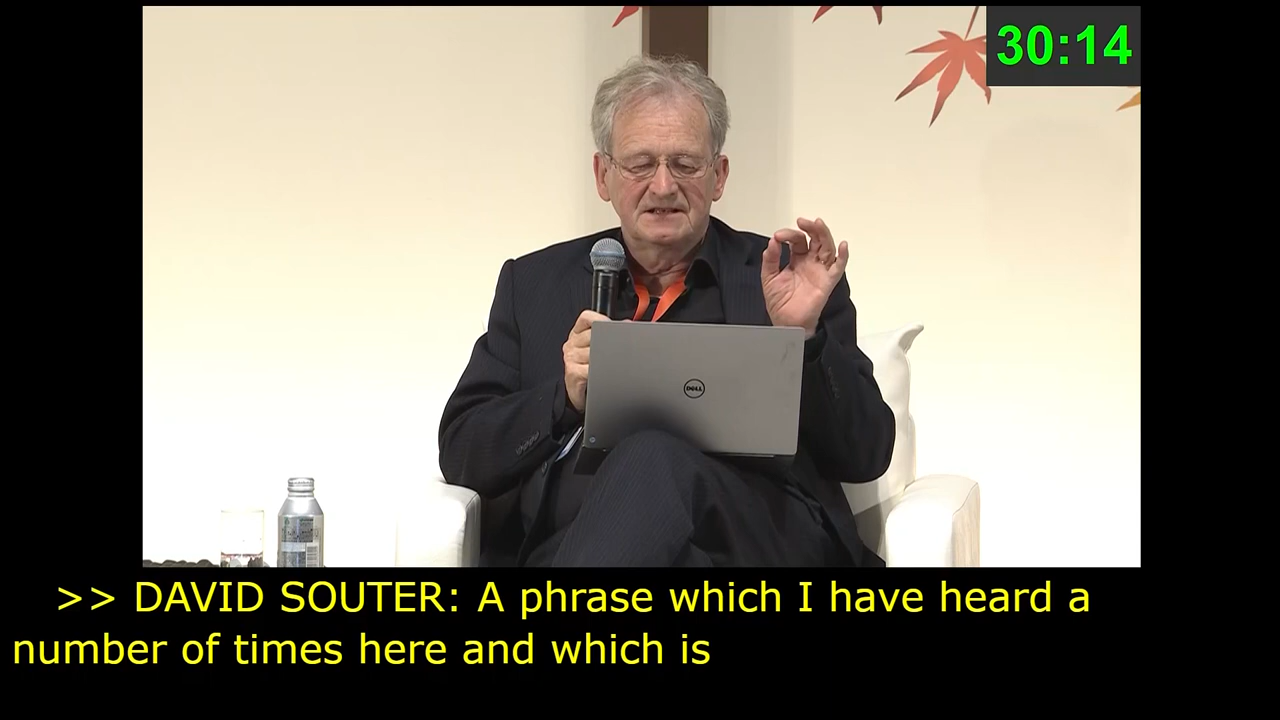 30:14
DELL
>> DAVID SOUTER: A phrase which I have heard a
number of times here and which is